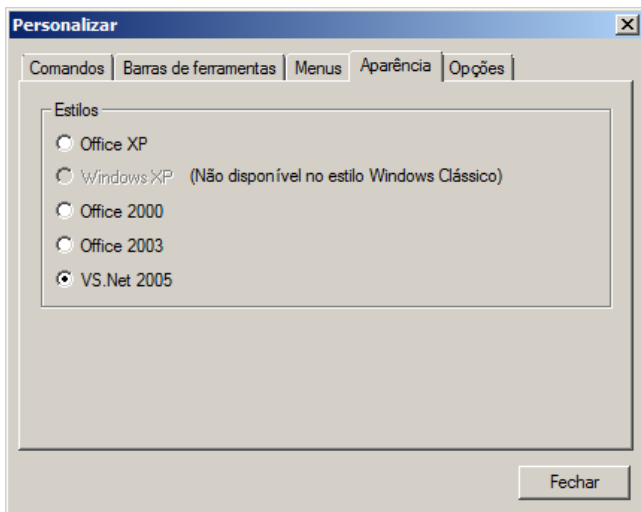 Personalizar
Comandos Barras de ferramentas Menus Aparência Opções
Estilos
Office XP
Windows XP (Não disponível no estilo Windows Clássico)
Office 2000
Office 2003
VS.Net 2005
Fechar